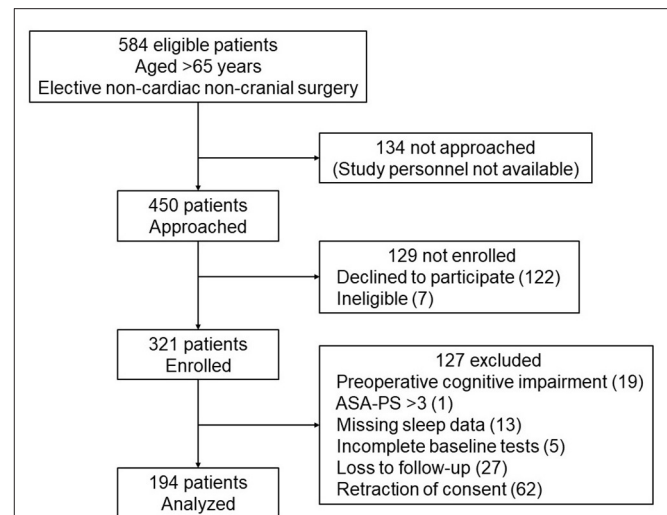 584 eligible patients
Aged >65 years
Elective non-cardiac non-cranial surgery
134 not approached
(Study personnel not available)
450 patients
Approached
129 not enrolled
Declined to participate (122)
Ineligible (7)
321 patients
Enrolled
127 excluded
Preoperative cognitive impairment (19)
ASA-PS >3 (1)
Missing sleep data (13)
Incomplete baseline tests (5)
Loss to follow-up (27)
Retraction of consent (62)
194 patients
Analyzed